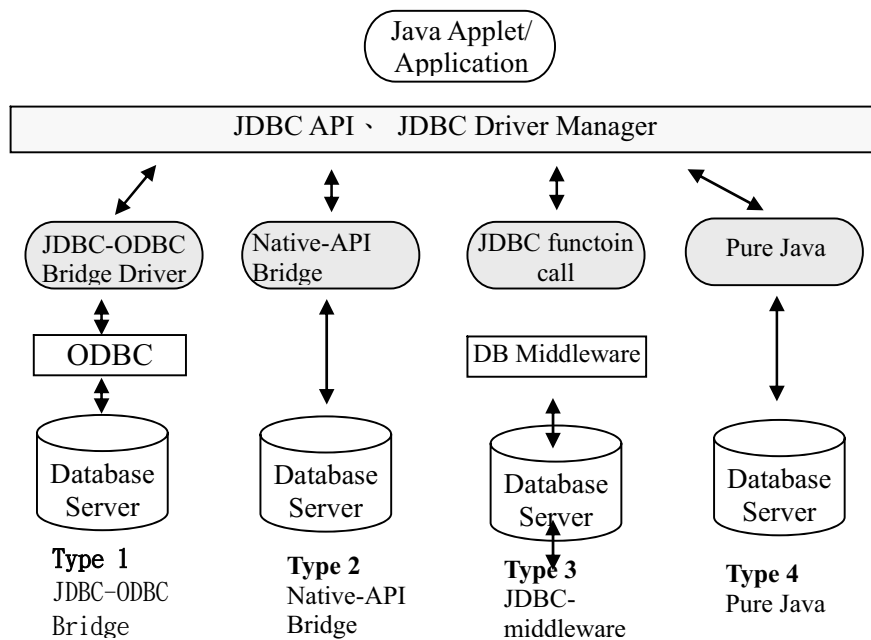 Java Applet/
Application
JDBC API、 JDBC Driver Manager
JDBC-ODBC
Bridge Driver
Native-API
Bridge
JDBC functoin
call
Pure Java
ODBC
DB Middleware
Database
Server
Database
Server
Database
Server
Database
Server
Type 1
JDBC-ODBC
Bridge
Type 2
Native-API
Bridge
Type 3
JDBC-
middleware
Type 4
Pure Java